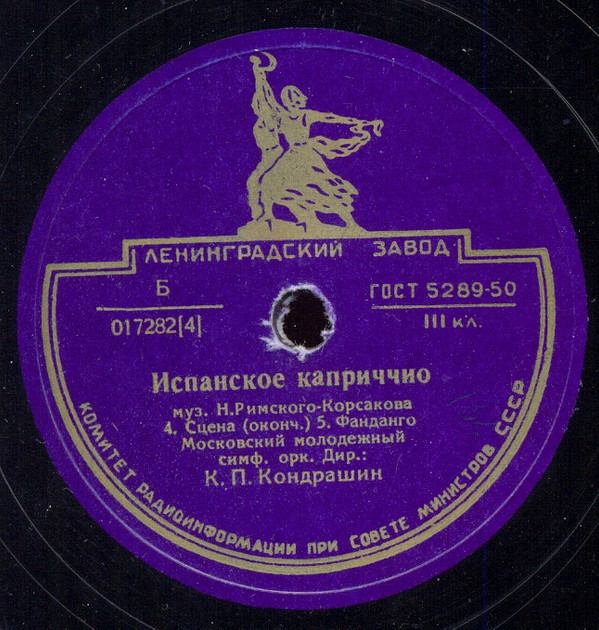 ЛЕНИНГРАДСКИЙ ЗАВОД
Б
ГОСТ 5289-50
017282[4]
III кл.
Испанское каприччио
муз. Н.Римского-Корсакова
4. Сцена (оконч.) 5. Фанданго
Московский молодежный
симф. орк. Дир.:
К. П. Кондрашин
КОМИТЕТ РАДИОИНФОРМАЦИИ ПРИ СОВЕТЕ МИНИСТРОВ СССР